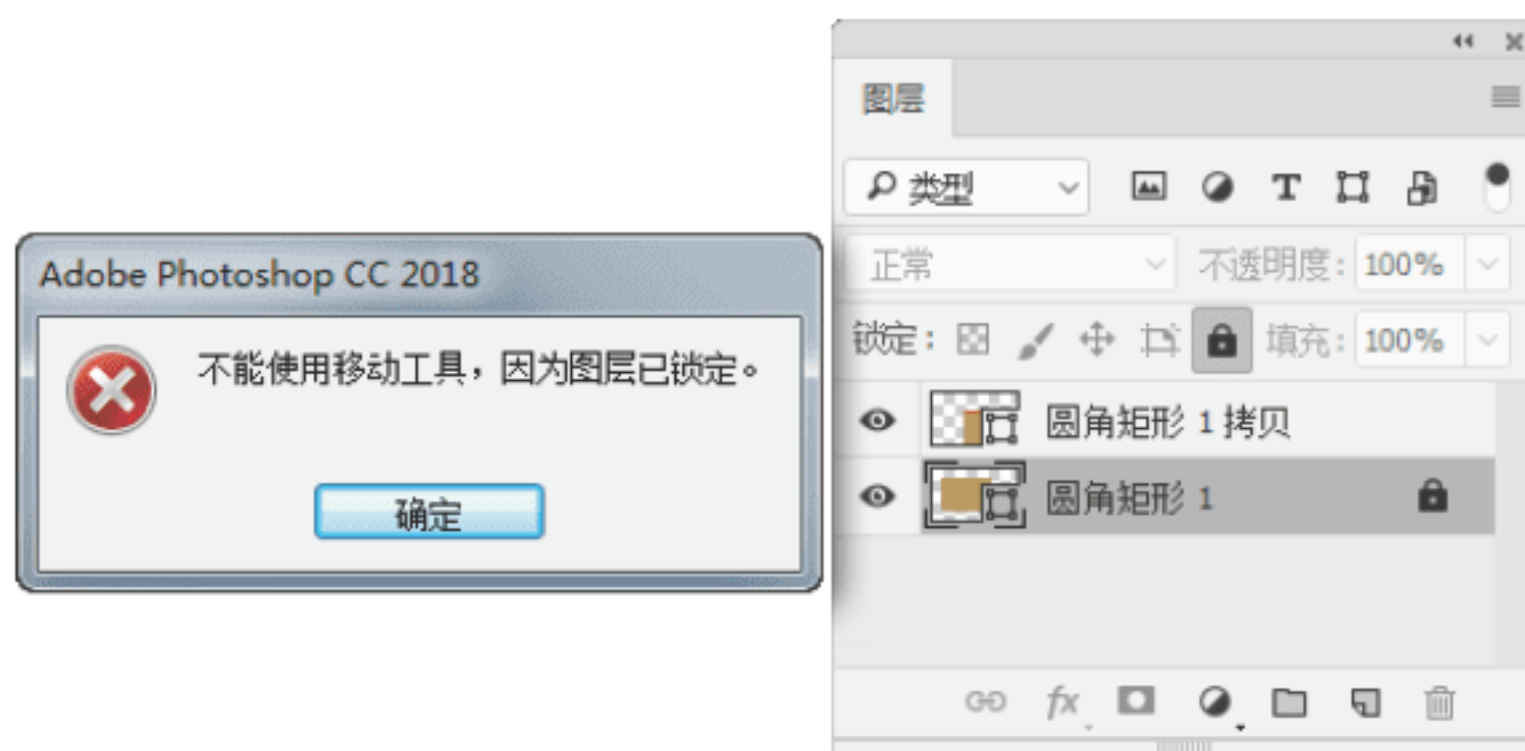 Adobe Photoshop CC 2018
不能使用移动工具，因为图层已锁定。
确定
图层
类型
T
正常 不透明度: 100%
锁定: 填充: 100%
圆角矩形 1 拷贝
圆角矩形 1
fx